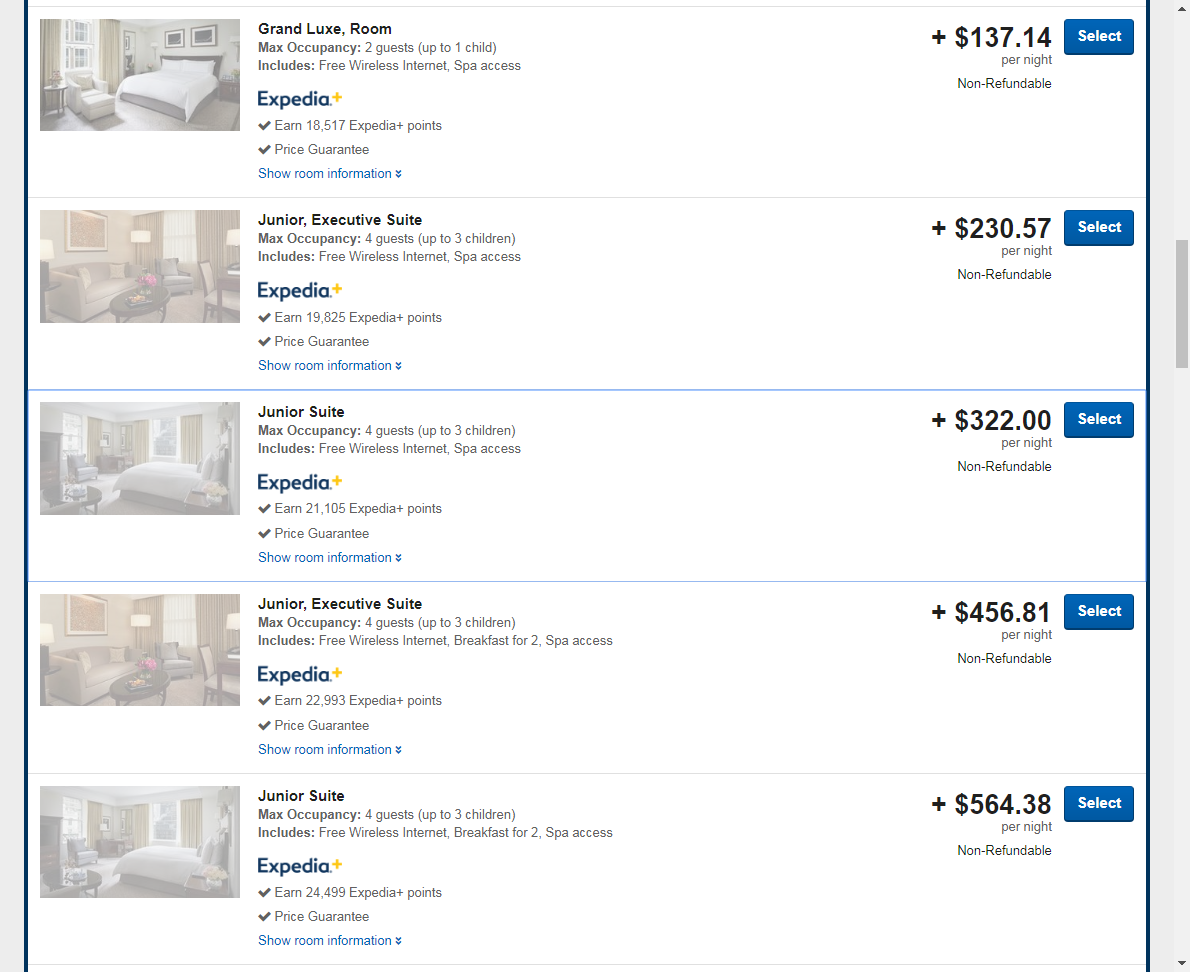 Grand Luxe, Room
Max Occupancy: 2 guests (up to 1 child)
Includes: Free Wireless Internet, Spa access
Expedia+
Earn 18,517 Expedia+ points
Price Guarantee
Show room information
+ $137.14
per night
Non-Refundable
Select
Junior, Executive Suite
Max Occupancy: 4 guests (up to 3 children)
Includes: Free Wireless Internet, Spa access
Expedia+
Earn 19,825 Expedia+ points
Price Guarantee
Show room information
+ $230.57
per night
Non-Refundable
Select
Junior Suite
Max Occupancy: 4 guests (up to 3 children)
Includes: Free Wireless Internet, Spa access
Expedia+
Earn 21,105 Expedia+ points
Price Guarantee
Show room information
+ $322.00
per night
Non-Refundable
Select
Junior, Executive Suite
Max Occupancy: 4 guests (up to 3 children)
Includes: Free Wireless Internet, Breakfast for 2, Spa access
Expedia+
Earn 22,993 Expedia+ points
Price Guarantee
Show room information
+ $456.81
per night
Non-Refundable
Select
Junior Suite
Max Occupancy: 4 guests (up to 3 children)
Includes: Free Wireless Internet, Breakfast for 2, Spa access
Expedia+
Earn 24,499 Expedia+ points
Price Guarantee
Show room information
+ $564.38
per night
Non-Refundable
Select